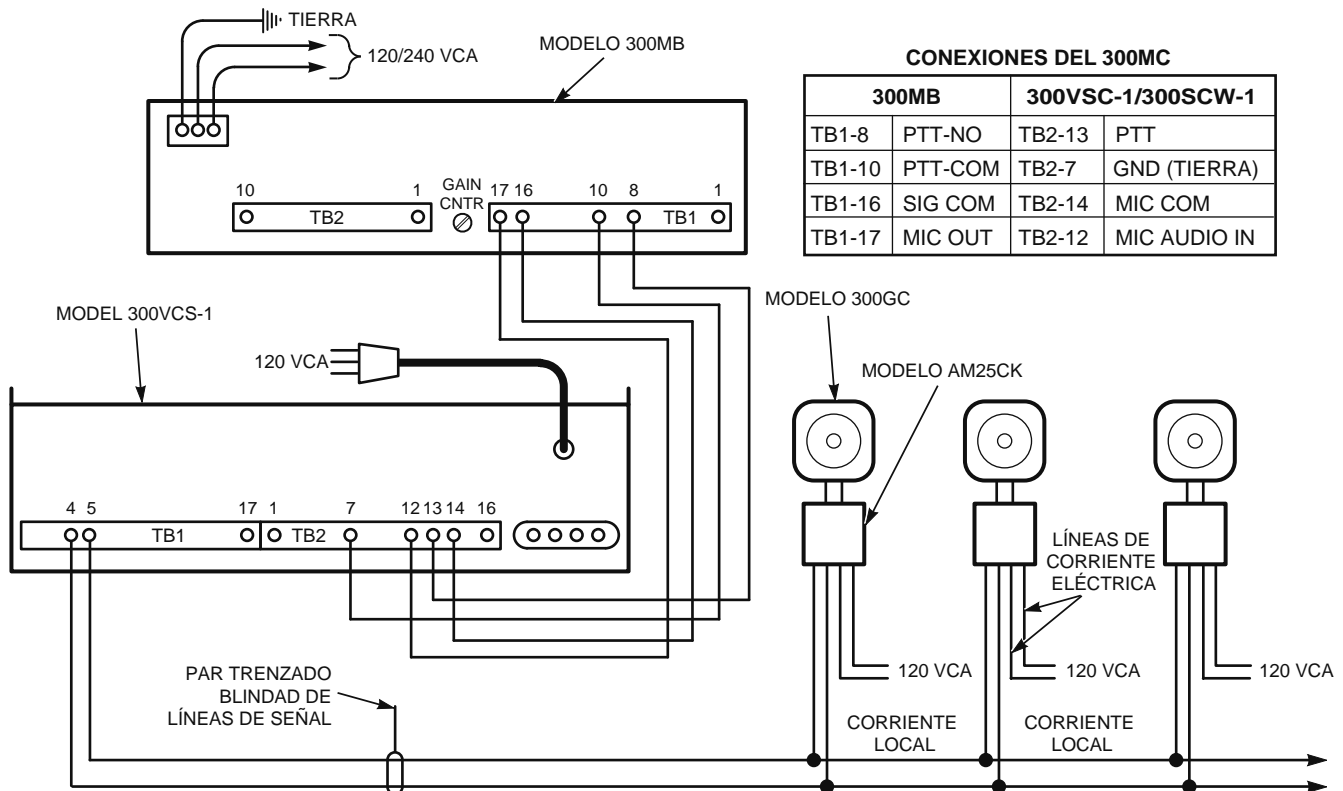 TIERRA
120/240 VCA
MODELO 300MB
10 1 GAIN CNTR 17 16 10 8 1
TB2 TB1
CONEXIONES DEL 300MC
300MB 300VSC-1/300SCW-1
TB1-8 PTT-NO TB2-13 PTT
TB1-10 PTT-COM TB2-7 GND (TIERRA)
TB1-16 SIG COM TB2-14 MIC COM
TB1-17 MIC OUT TB2-12 MIC AUDIO IN
MODEL 300VCS-1
120 VCA
4 5 17 1 7 12 13 14 16
TB1 TB2
MODELO 300GC
MODELO AM25CK
LÍNEAS DE
CORRIENTE
ELÉCTRICA
120 VCA 120 VCA 120 VCA
PAR TRENZADO
BLINDAD DE
LÍNEAS DE SEÑAL
CORRIENTE
LOCAL
CORRIENTE
LOCAL